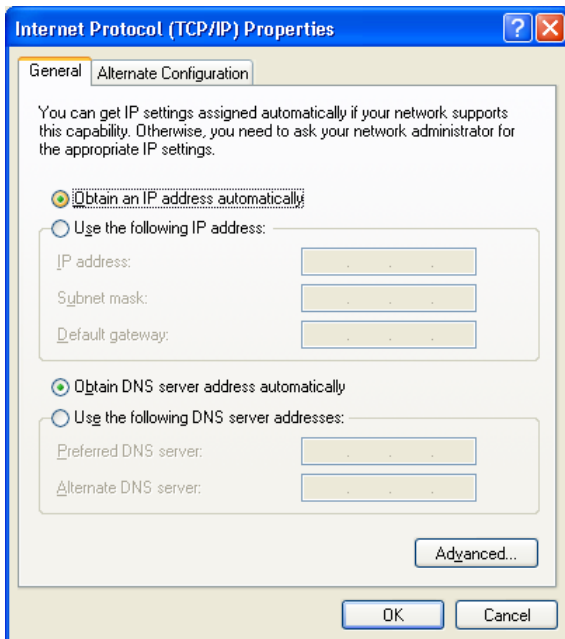 Internet Protocol (TCP/IP) Properties
General Alternate Configuration
You can get IP settings assigned automatically if your network supports
this capability. Otherwise, you need to ask your network administrator for
the appropriate IP settings.
Obtain an IP address automatically
Use the following IP address:
IP address:
Subnet mask:
Default gateway:
Obtain DNS server address automatically
Use the following DNS server addresses:
Preferred DNS server:
Alternate DNS server:
Advanced...
OK Cancel